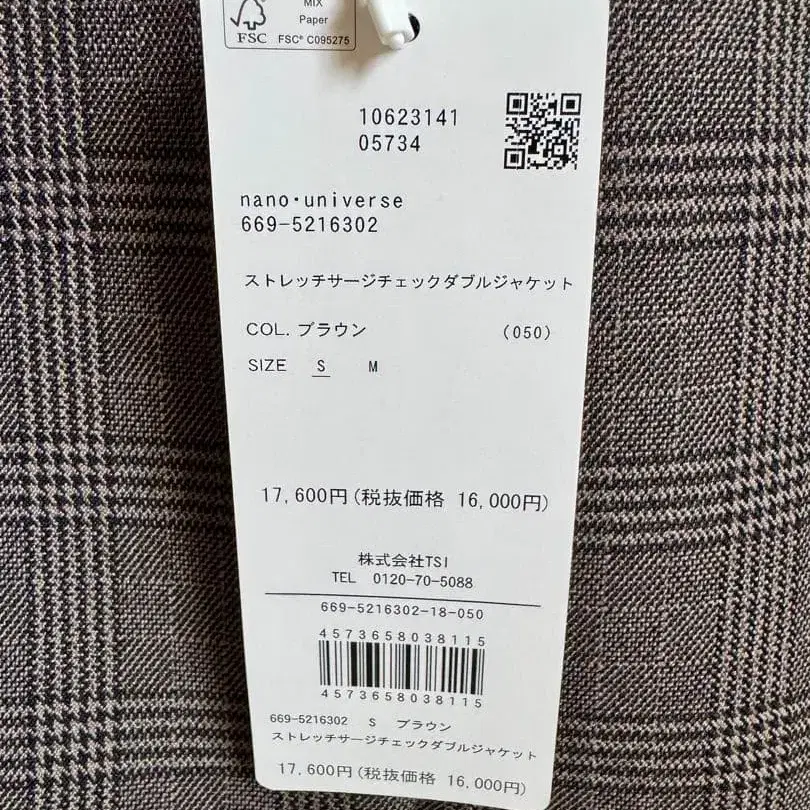 MIX
Paper
FSC FSC® C095275
10623141
05734
nano・universe
669-5216302
ストレッチサージチェックダブルジャケット
COL. ブラウン (050)
SIZE S M
17,600円(税抜価格 16,000円)
株式会社TSI
TEL 0120-70-5088
669-5216302-18-050
4573658038115
4573658038115
669-5216302 S ブラウン
ストレッチサージチェックダブルジャケット
17,600円(税抜価格 16,000円)